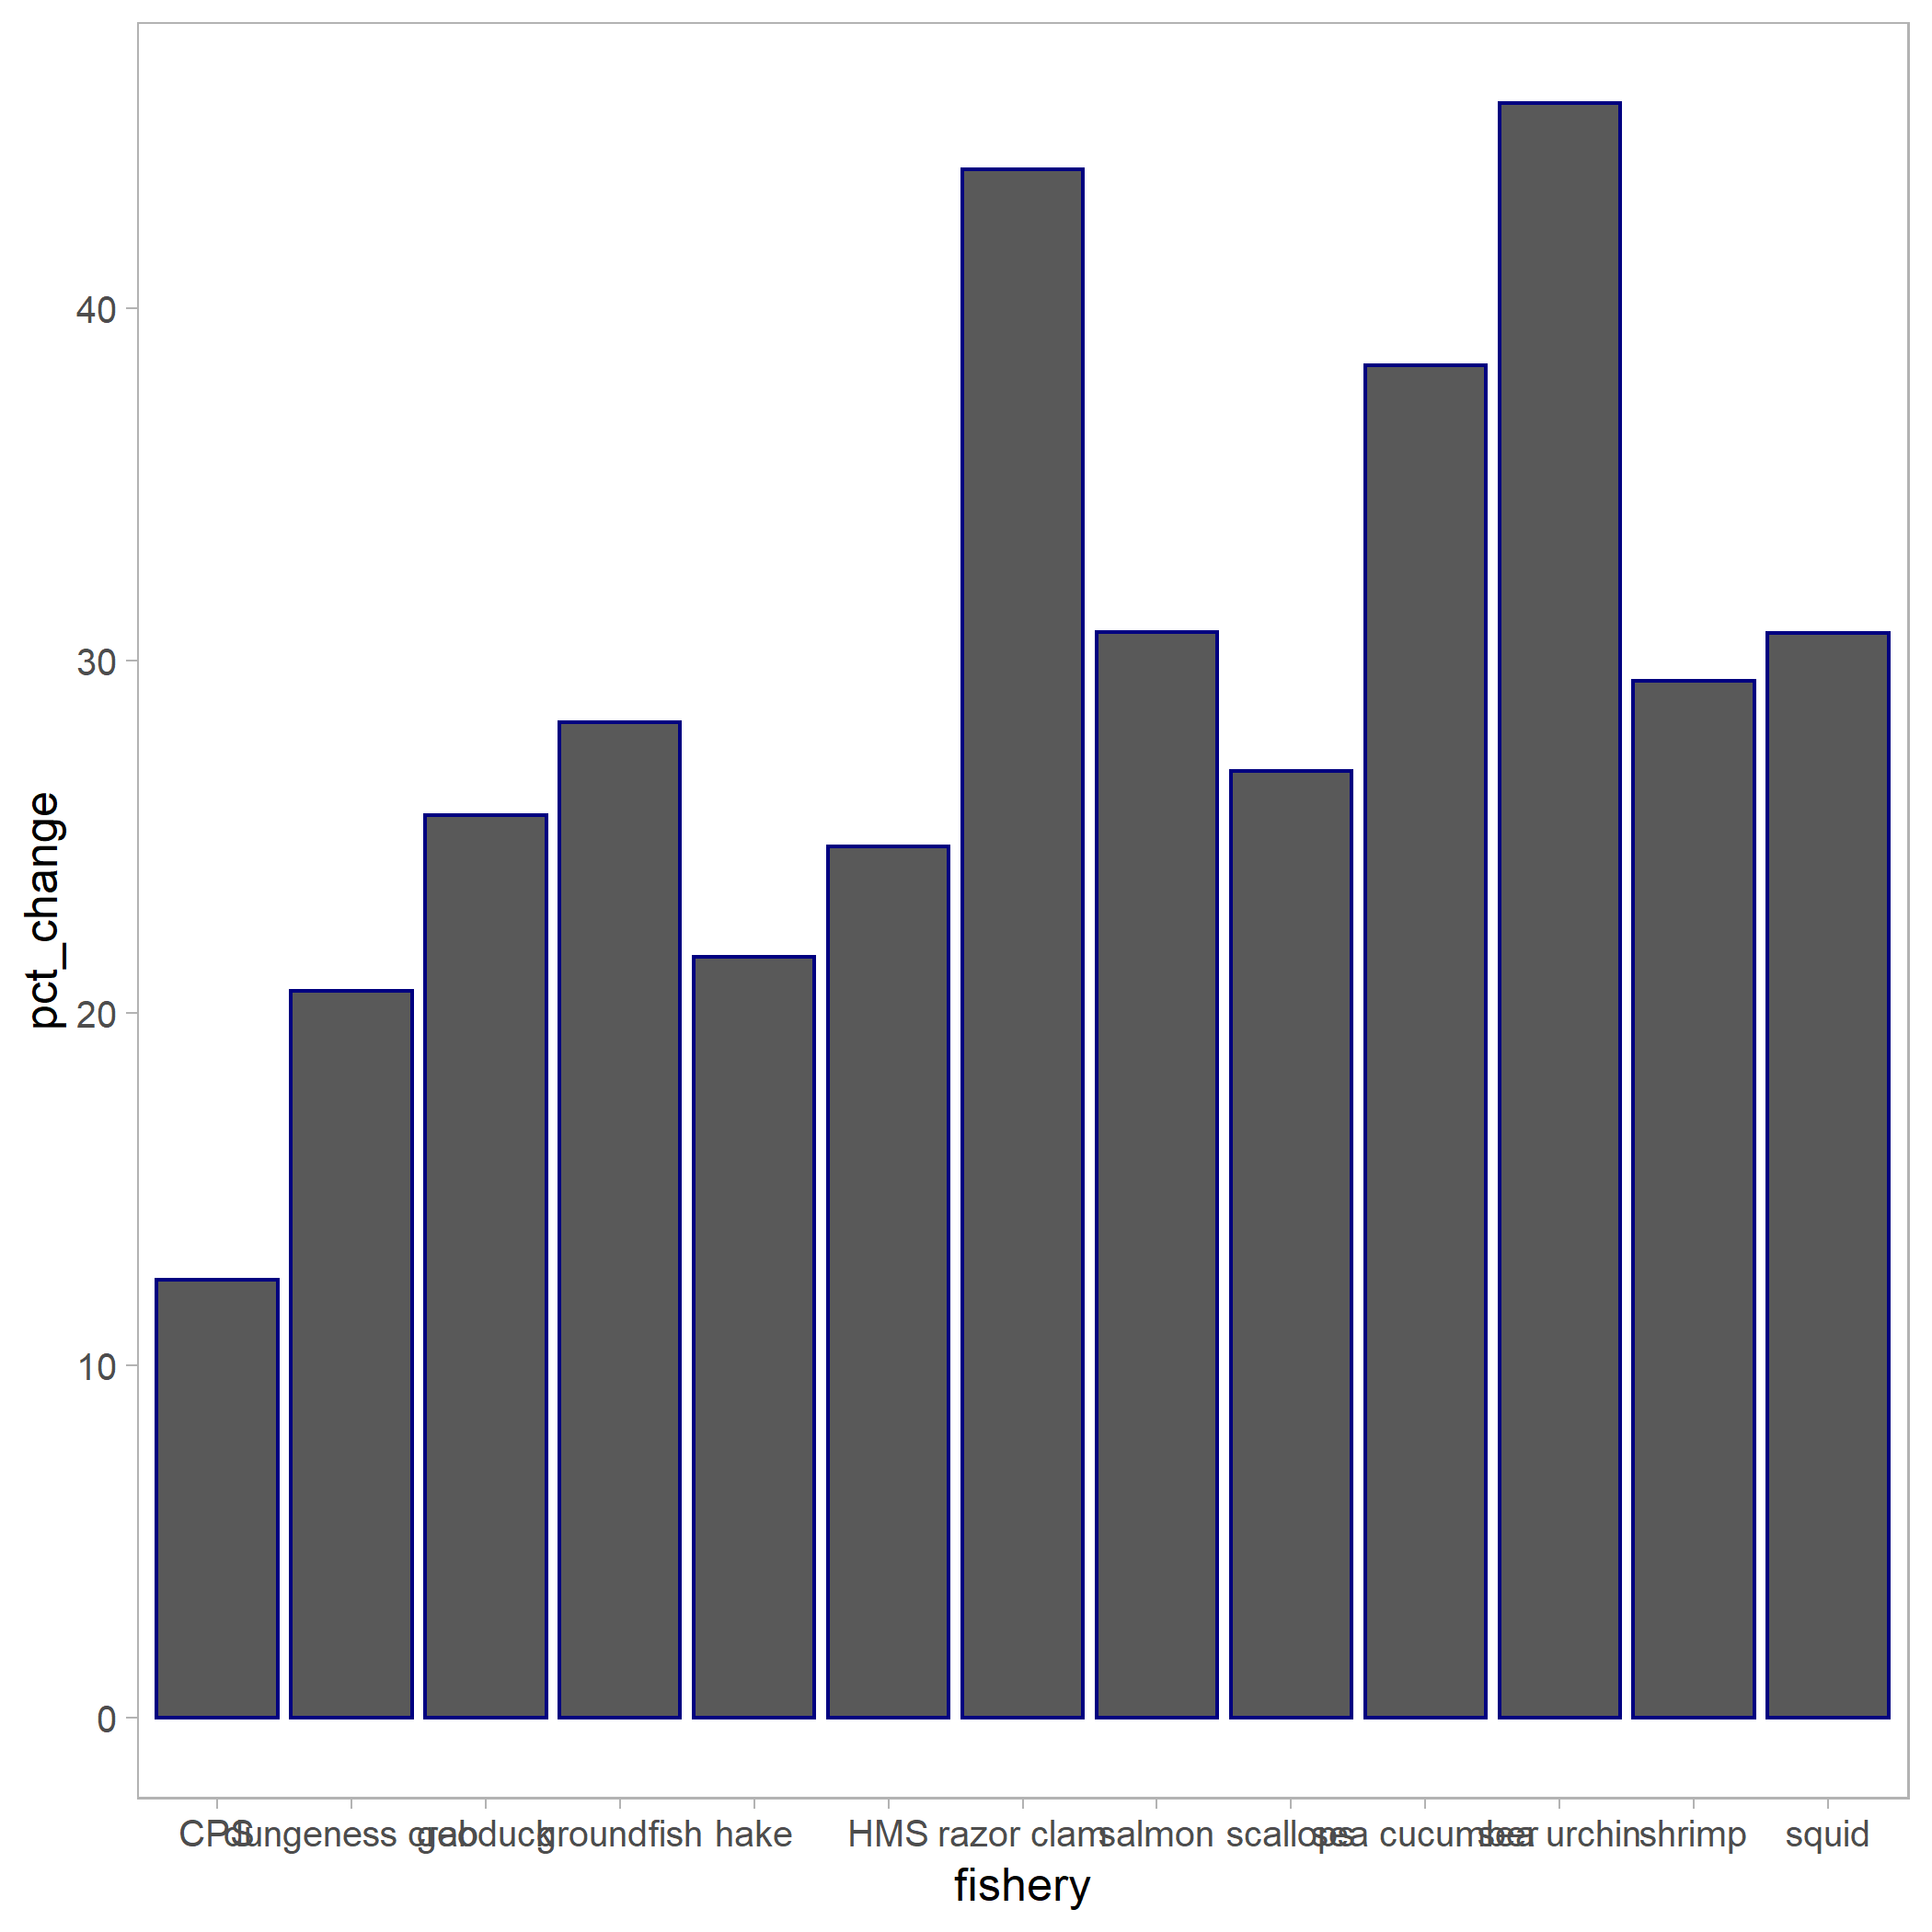 pct_change
40
30
20
10
0
CPS dungeness crab geoduck groundfish hake HMS razor clam salmon scallops sea cucumber sea urchin shrimp squid
fishery